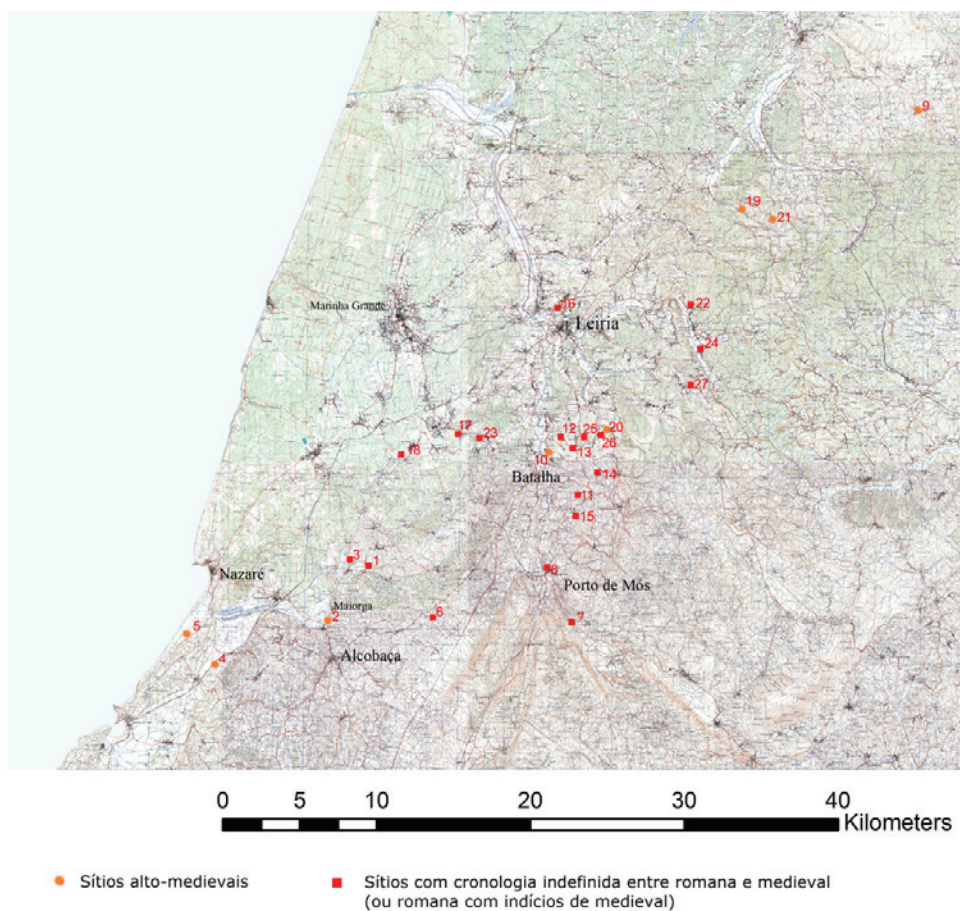 9
19
21
22
16
Marinha Grande
Leiria
24
27
17
23
12
25
20
26
18
10
13
Batalha
14
11
15
3
1
Nazaré
8
Porto de Mós
Maiorga
2
6
7
5
Alcobaça
4
0 5 10 20 30 40
Kilometers
Sítios alto-medievais
Sítios com cronologia indefinida entre romana e medieval
(ou romana com indícios de medieval)